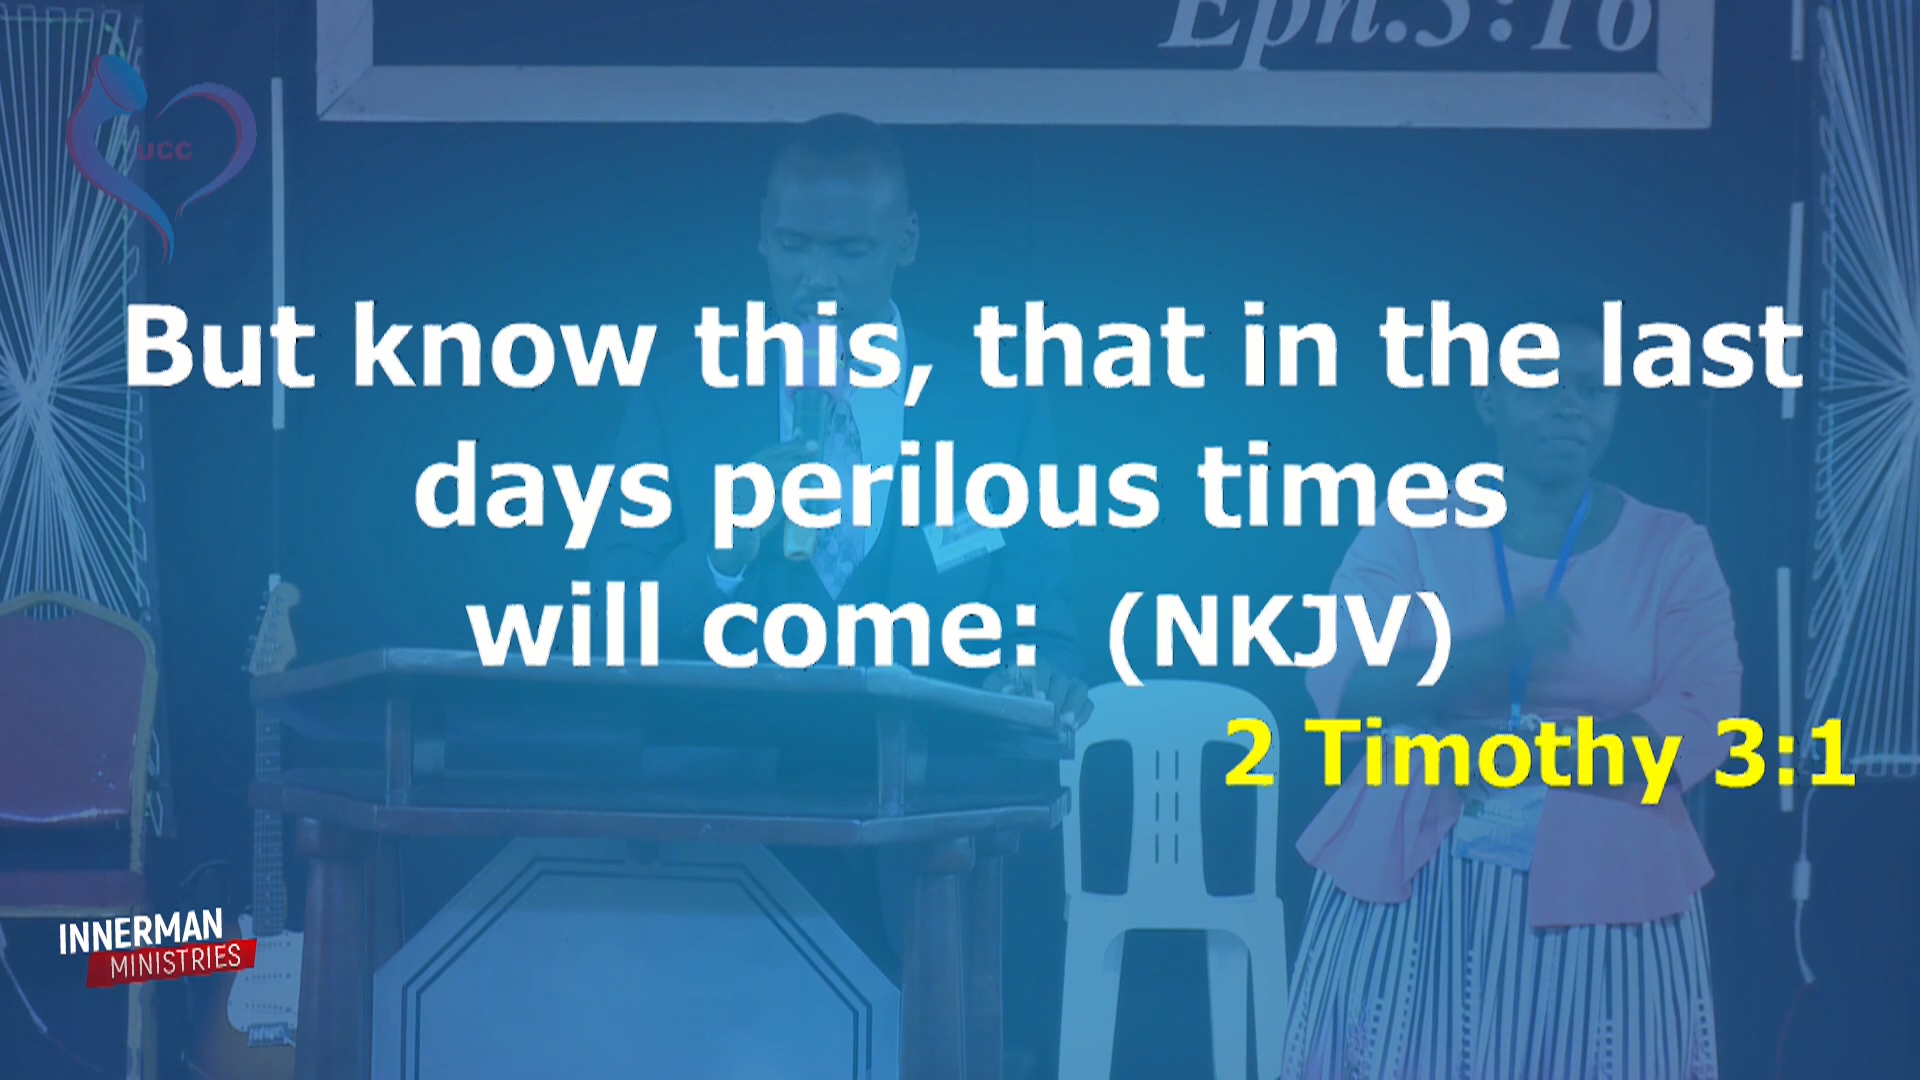 Eph.5:16
UCC
But know this, that in the last
days perilous times
will come: (NKJV)
2 Timothy 3:1
INNERMAN
MINISTRIES